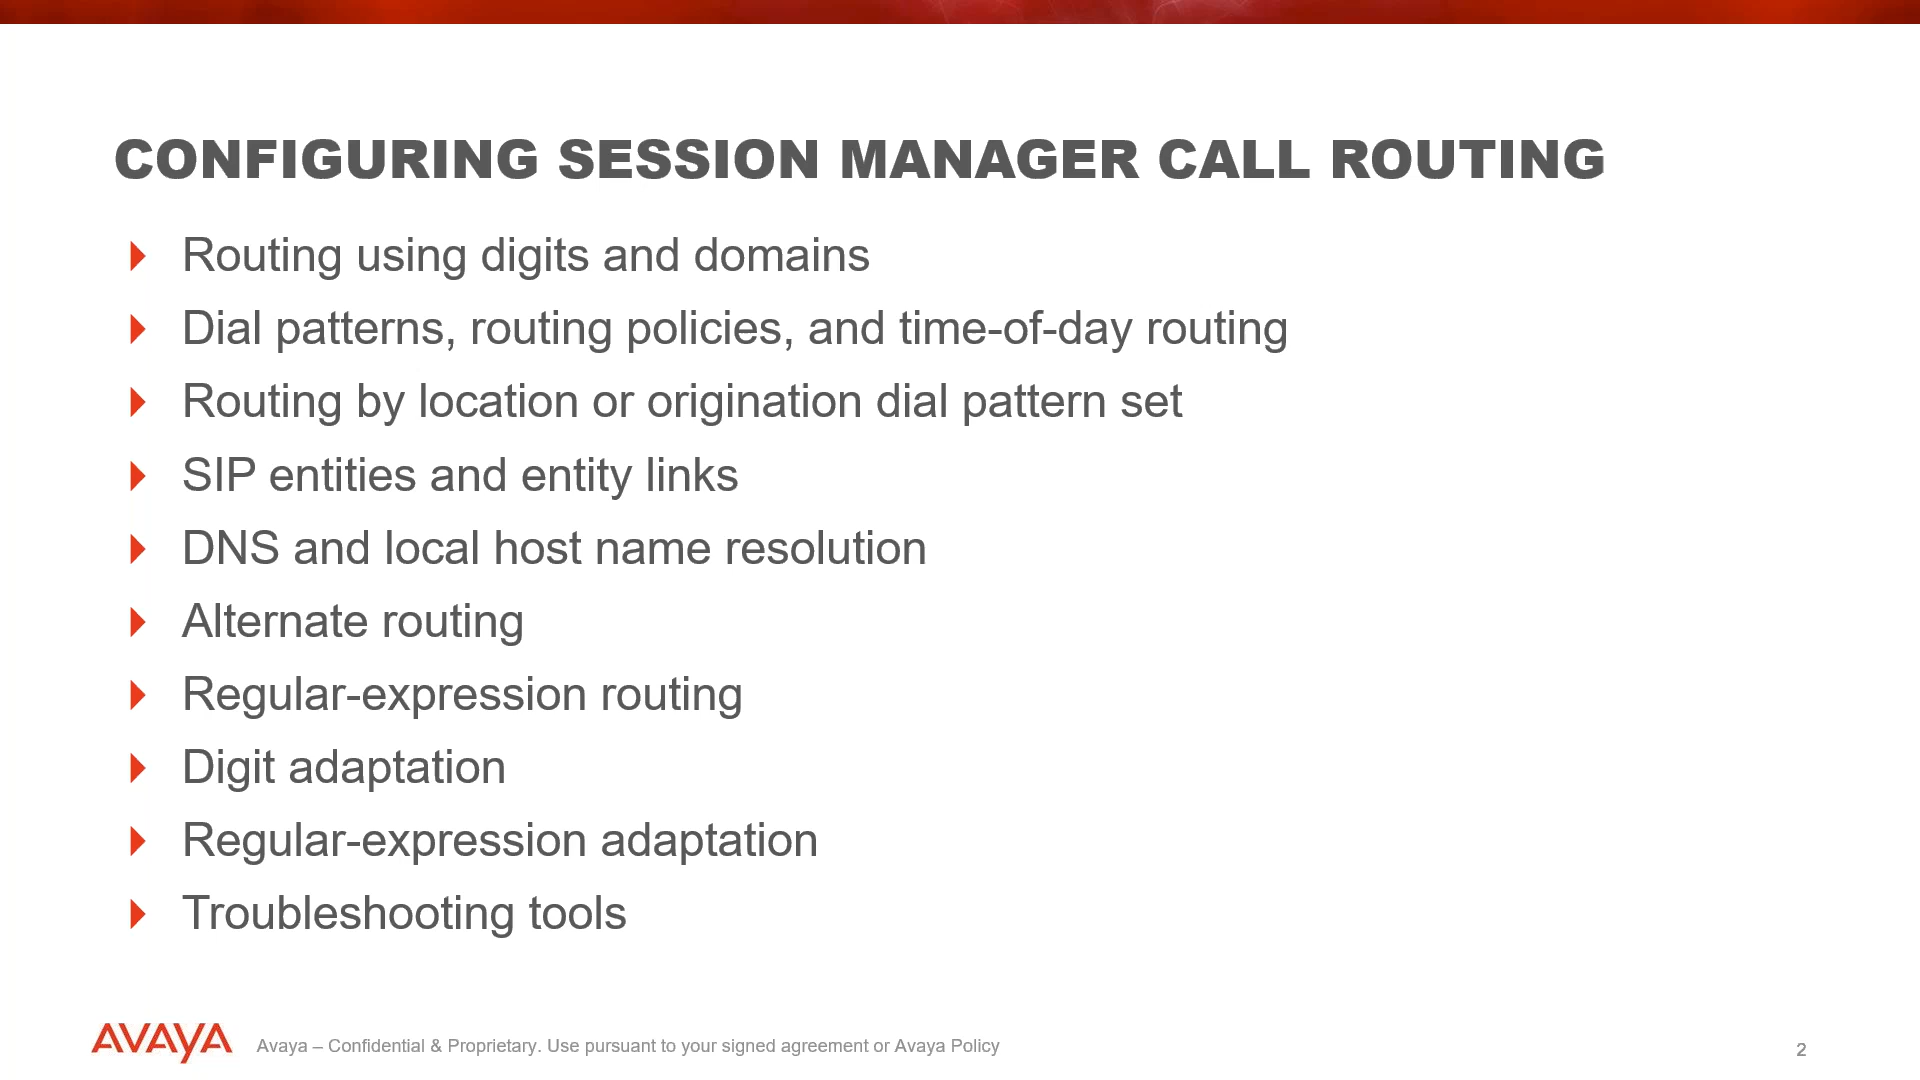 CONFIGURING SESSION MANAGER CALL ROUTING
Routing using digits and domains
Dial patterns, routing policies, and time-of-day routing
Routing by location or origination dial pattern set
SIP entities and entity links
DNS and local host name resolution
Alternate routing
Regular-expression routing
Digit adaptation
Regular-expression adaptation
Troubleshooting tools
AVAYA
Avaya – Confidential & Proprietary. Use pursuant to your signed agreement or Avaya Policy
2